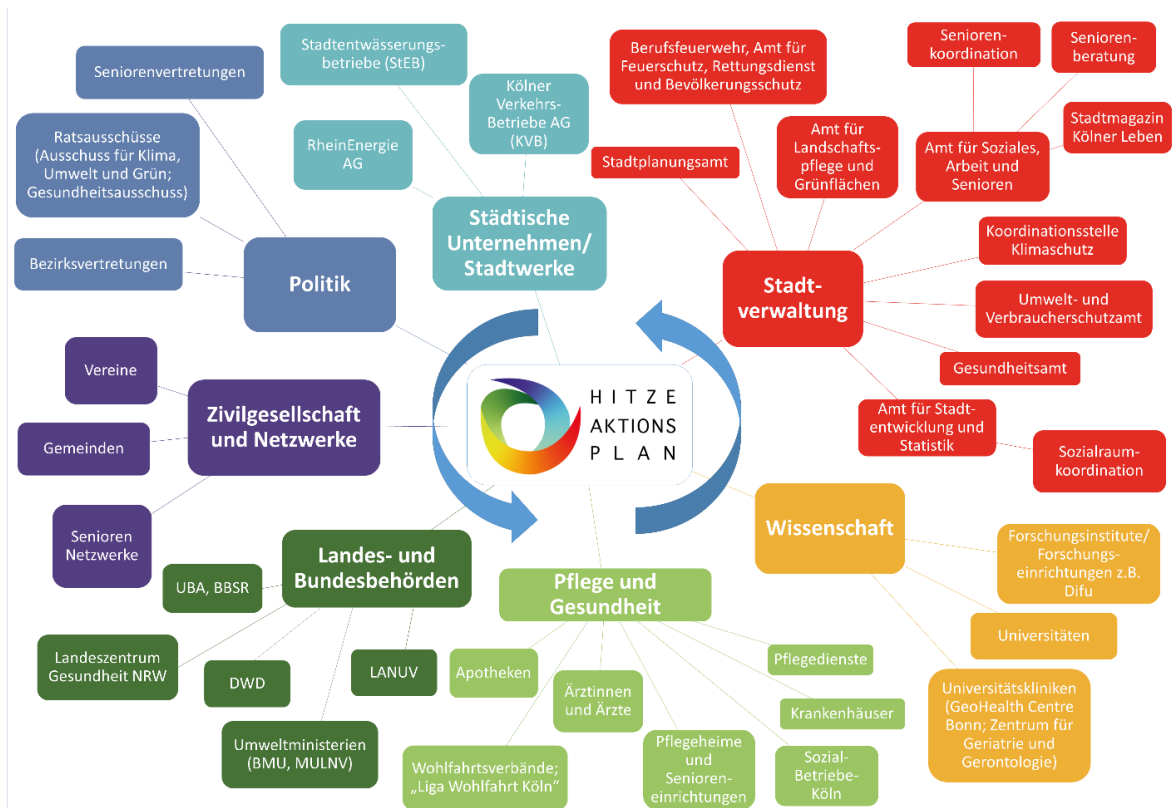 Seniorenvertretungen
Ratsausschüsse
(Ausschuss für Klima,
Umwelt und Grün;
Gesundheitsausschuss)
Bezirksvertretungen
Politik
Stadtentwässerungs-
betriebe (StEB)
RheinEnergie
AG
Kölner
Verkehrs-
Betriebe AG
(KVB)
Städtische
Unternehmen/
Stadtwerke
Berufsfeuerwehr, Amt für
Feuerschutz, Rettungsdienst
und Bevölkerungsschutz
Stadtplanungsamt
Amt für
Landschafts-
pflege und
Grünflächen
Senioren-
koordination
Senioren-
beratung
Stadtmagazin
Kölner Leben
Amt für Soziales,
Arbeit und
Senioren
Stadt-
verwaltung
Koordinationsstelle
Klimaschutz
Umwelt- und
Verbraucherschutzamt
Gesundheitsamt
Amt für Stadt-
entwicklung und
Statistik
Sozialraum-
koordination
Vereine
Gemeinden
Senioren
Netzwerke
Zivilgesellschaft
und Netzwerke
HITZE
AKTIONS
PLAN
Landes- und
Bundesbehörden
UBA, BBSR
Landeszentrum
Gesundheit NRW
DWD
LANUV
Umweltministerien
(BMU, MULNV)
Pflege und
Gesundheit
Apotheken
Ärztinnen
und Ärzte
Wohlfahrtsverbände;
„Liga Wohlfahrt Köln“
Pflegeheime
und
Senioren-
einrichtungen
Pflegedienste
Krankenhäuser
Sozial-
Betriebe-
Köln
Wissenschaft
Forschungsinstitute/
Forschungs-
einrichtungen z.B.
Difu
Universitäten
Universitätskliniken
(GeoHealth Centre
Bonn; Zentrum für
Geriatrie und
Gerontologie)